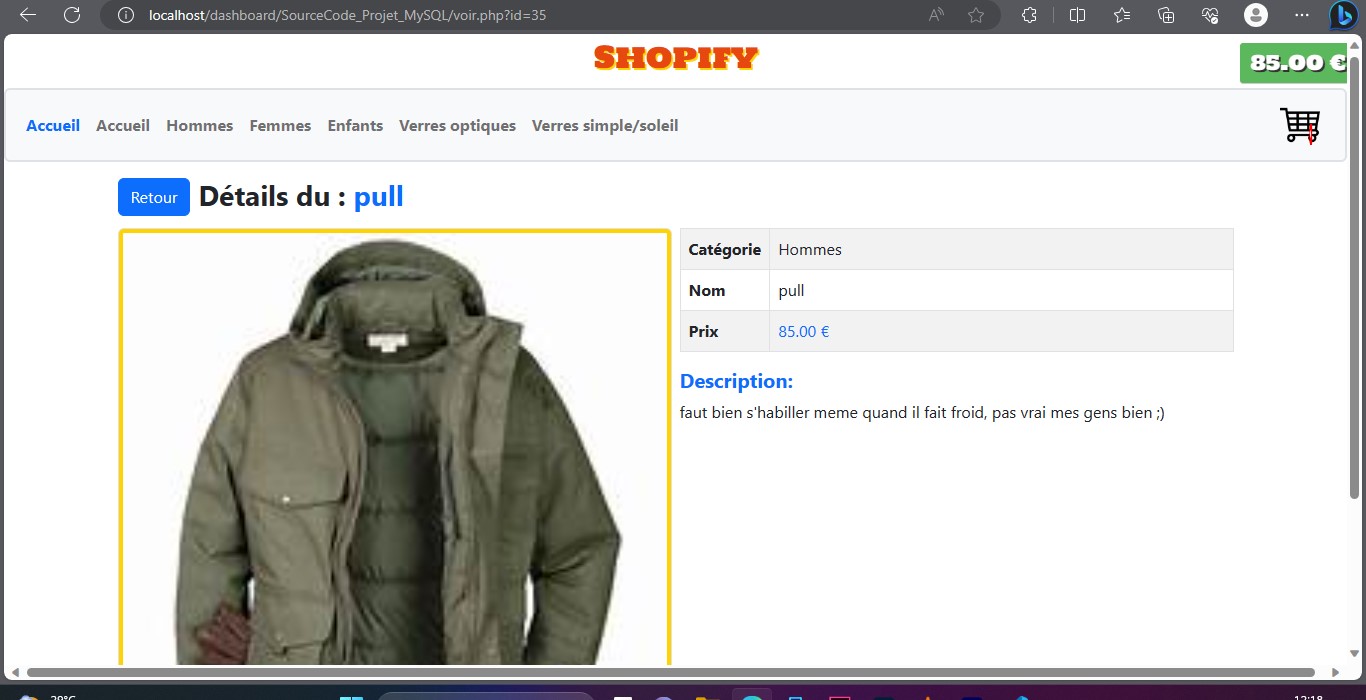 localhost/dashboard/SourceCode_Projet_MySQL/voir.php?id=35
SHOPIFY
85.00 €
Accueil Accueil Hommes Femmes Enfants Verres optiques Verres simple/soleil
Retour Détails du : pull
Catégorie Hommes
Nom pull
Prix 85.00 €
Description:
faut bien s'habiller meme quand il fait froid, pas vrai mes gens bien ;)